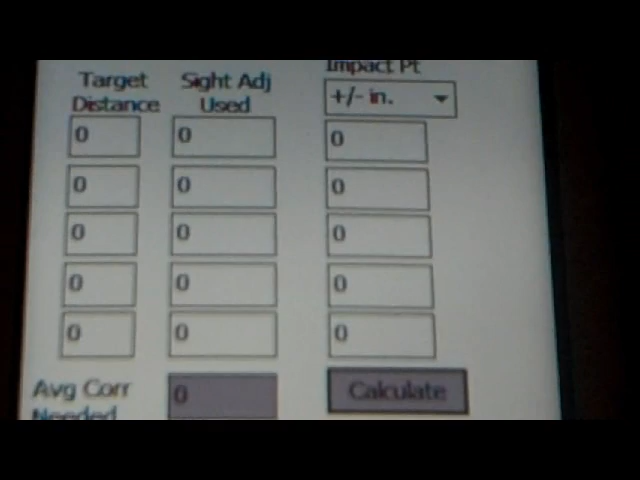 Impact Pt
Target Sight Adj
Distance Used
+/- in.
0 0 0
0 0 0
0 0 0
0 0 0
0 0 0
Avg Corr 0 Calculate
Needed